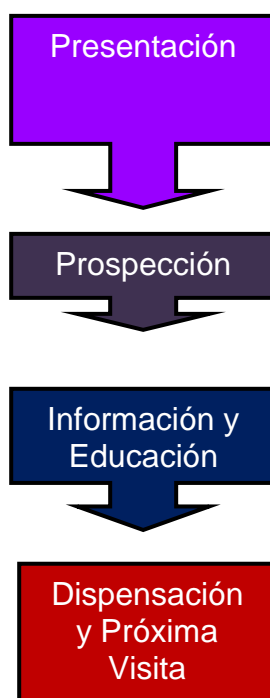 Presentación
Prospección
Información y
Educación
Dispensación
y Próxima
Visita